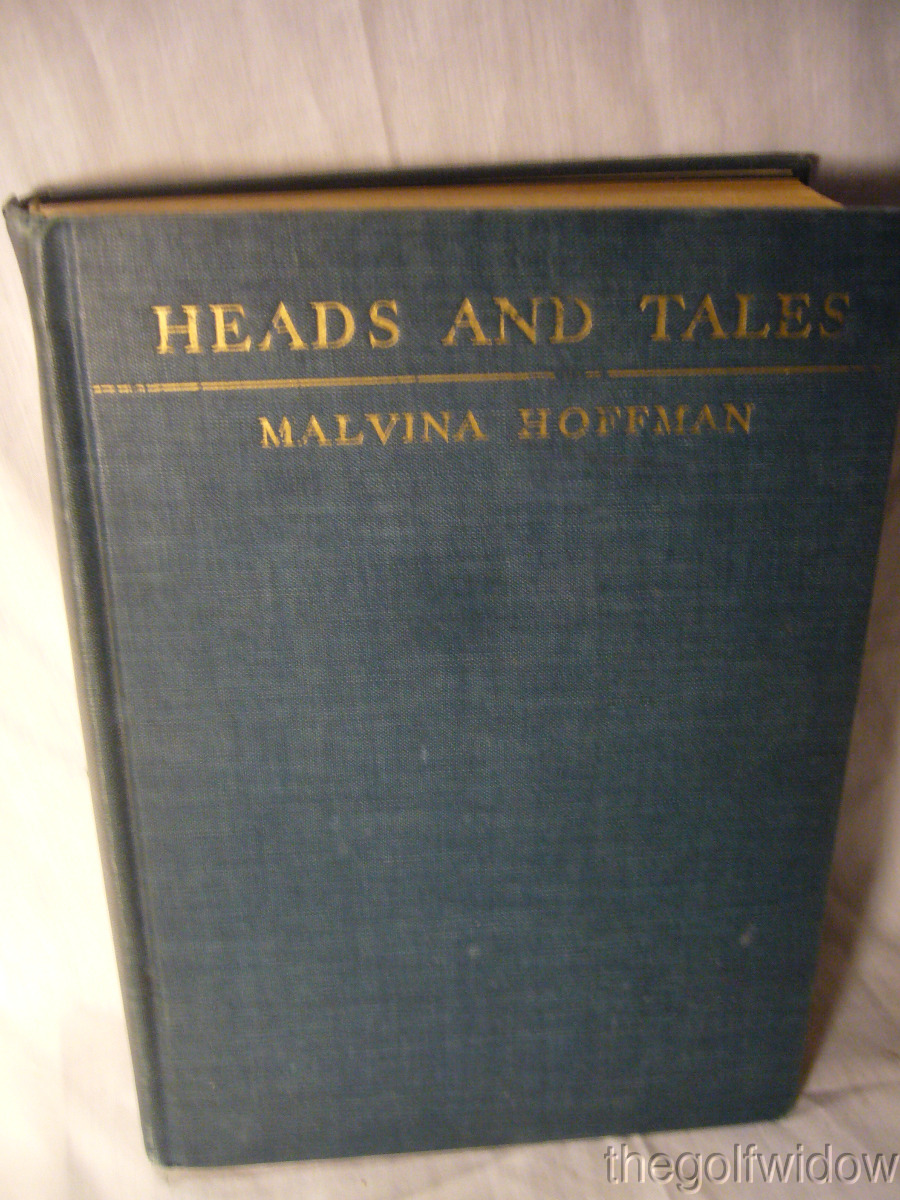 HEADS AND TALES
MALVINA HOFFMAN
thegolfwidow